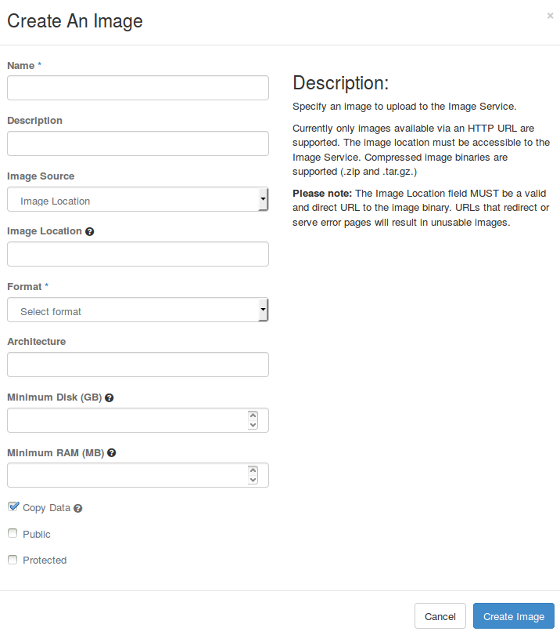 Create An Image
×
Name *
Description
Image Source
Image Location
Image Location ?
Format *
Select format
Architecture
Minimum Disk (GB) ?
Minimum RAM (MB) ?
Copy Data ?
Public
Protected
Description:
Specify an image to upload to the Image Service.
Currently only images available via an HTTP URL are
supported. The image location must be accessible to the
Image Service. Compressed image binaries are
supported (.zip and .tar.gz.)
Please note: The Image Location field MUST be a valid
and direct URL to the image binary. URLs that redirect or
serve error pages will result in unusable images.
Cancel
Create Image